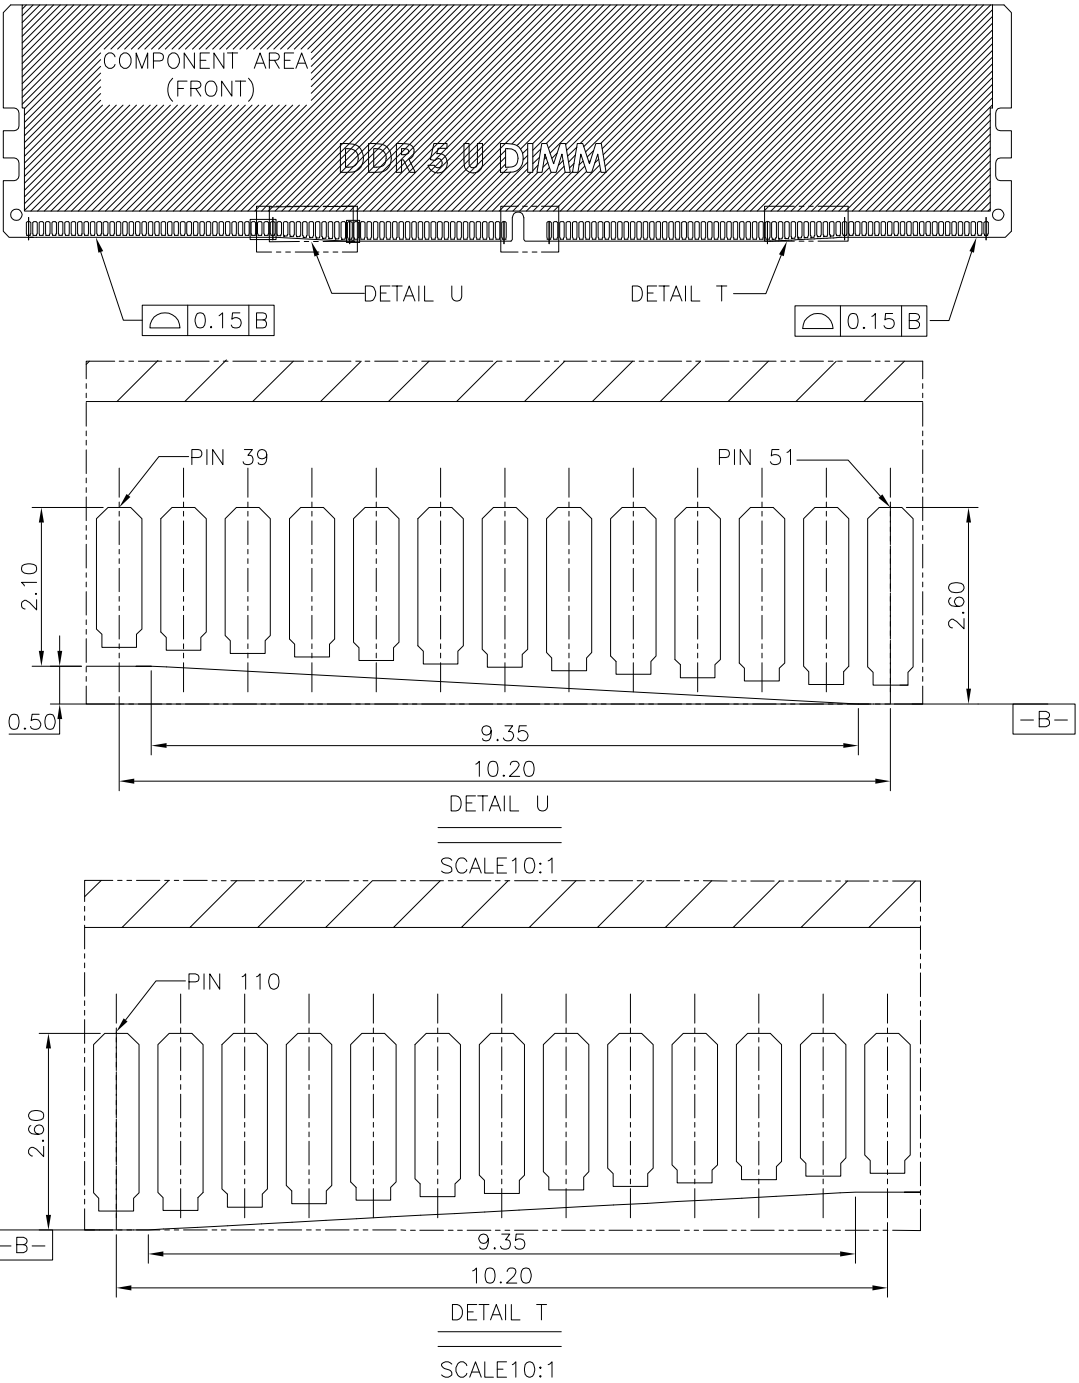 COMPONENT AREA
(FRONT)
DDR 5 U DIMM
DETAIL U
DETAIL T
0.15 B
0.15 B
PIN 39
PIN 51
2.10
2.60
0.50
-B-
9.35
10.20
DETAIL U
SCALE10:1
PIN 110
2.60
-B-
9.35
10.20
DETAIL T
SCALE10:1